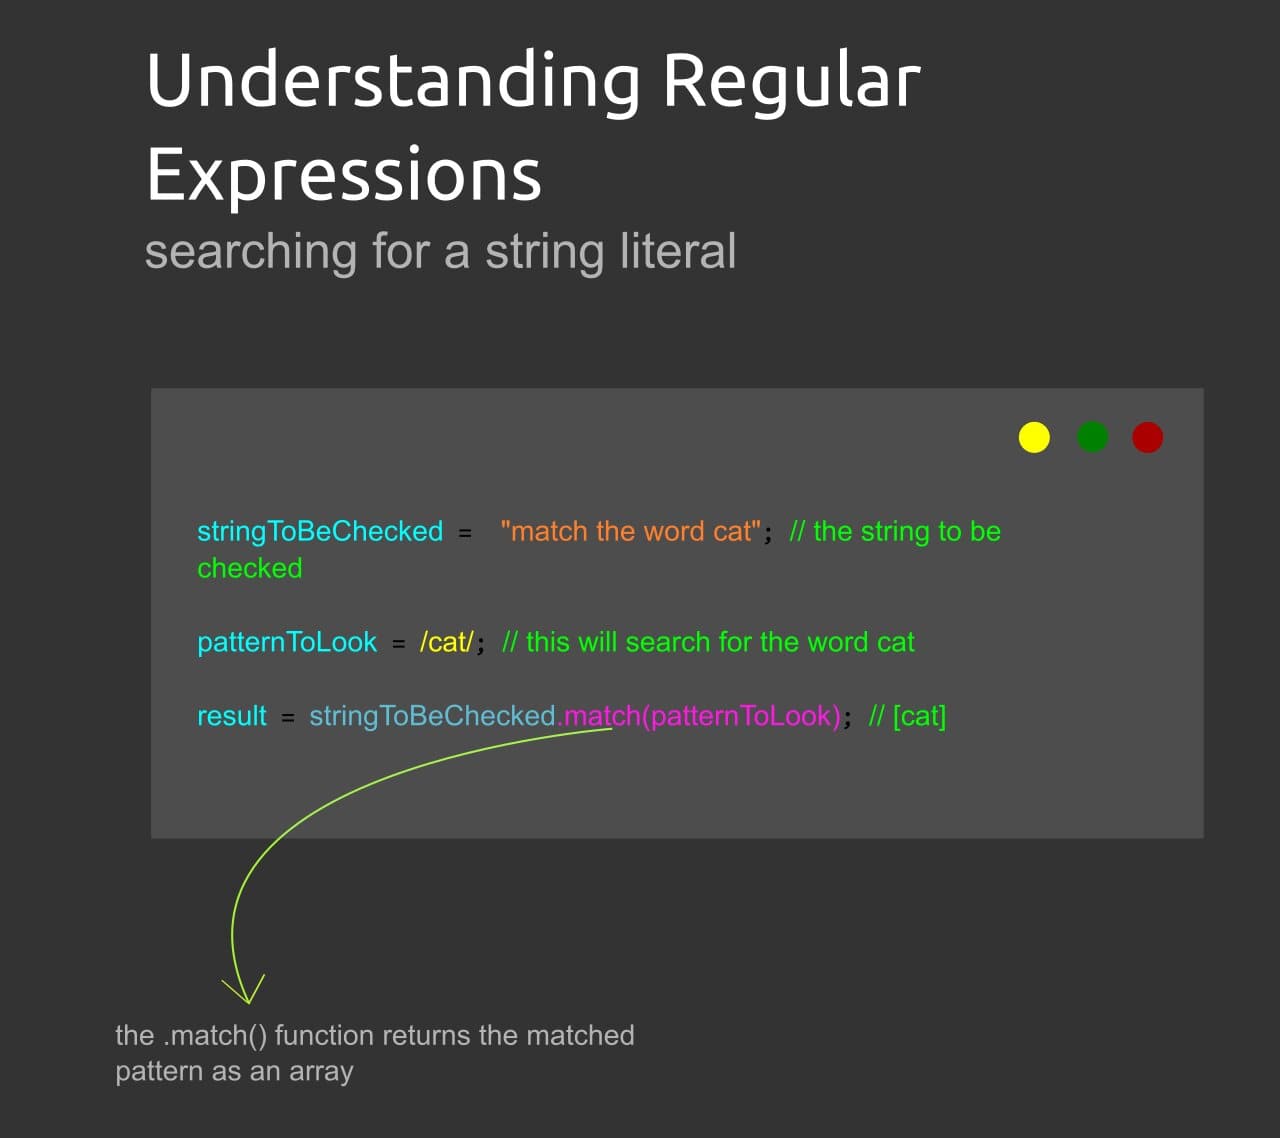 Understanding Regular
Expressions
searching for a string literal
stringToBeChecked = "match the word cat"; // the string to be
checked
patternToLook = /cat/; // this will search for the word cat
result = stringToBeChecked.match(patternToLook); // [cat]
the .match() function returns the matched
pattern as an array